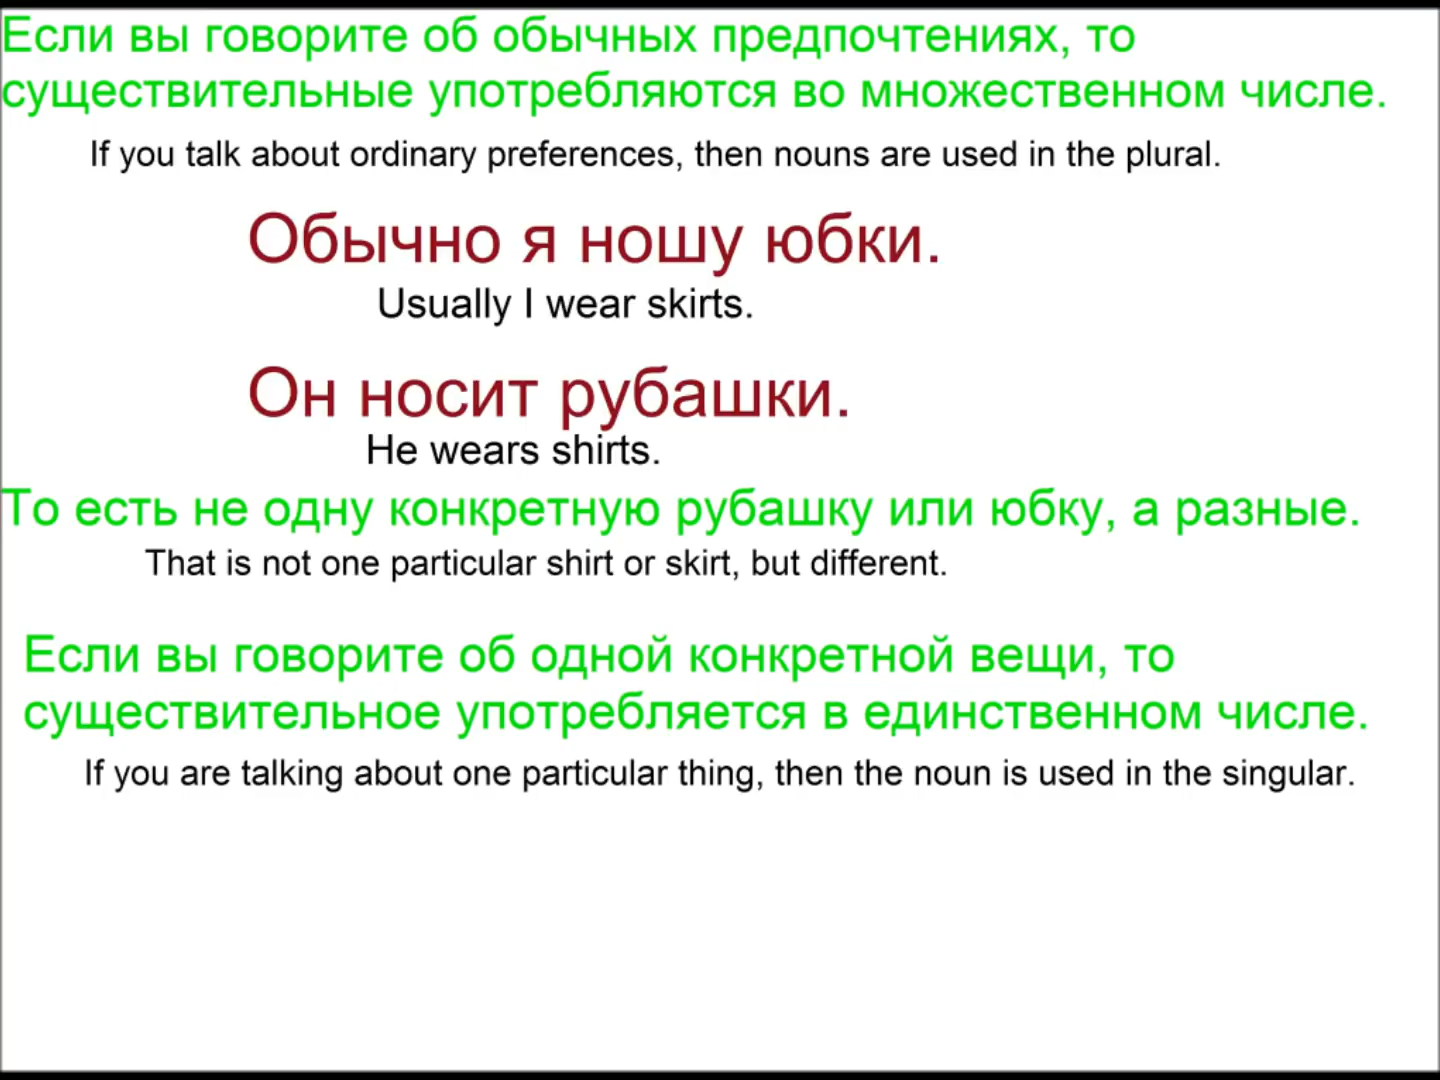 Если вы говорите об обычных предпочтениях, то
существительные употребляются во множественном числе.
If you talk about ordinary preferences, then nouns are used in the plural.
Обычно я ношу юбки.
Usually I wear skirts.
Он носит рубашки.
He wears shirts.
То есть не одну конкретную рубашку или юбку, а разные.
That is not one particular shirt or skirt, but different.
Если вы говорите об одной конкретной вещи, то
существительное употребляется в единственном числе.
If you are talking about one particular thing, then the noun is used in the singular.